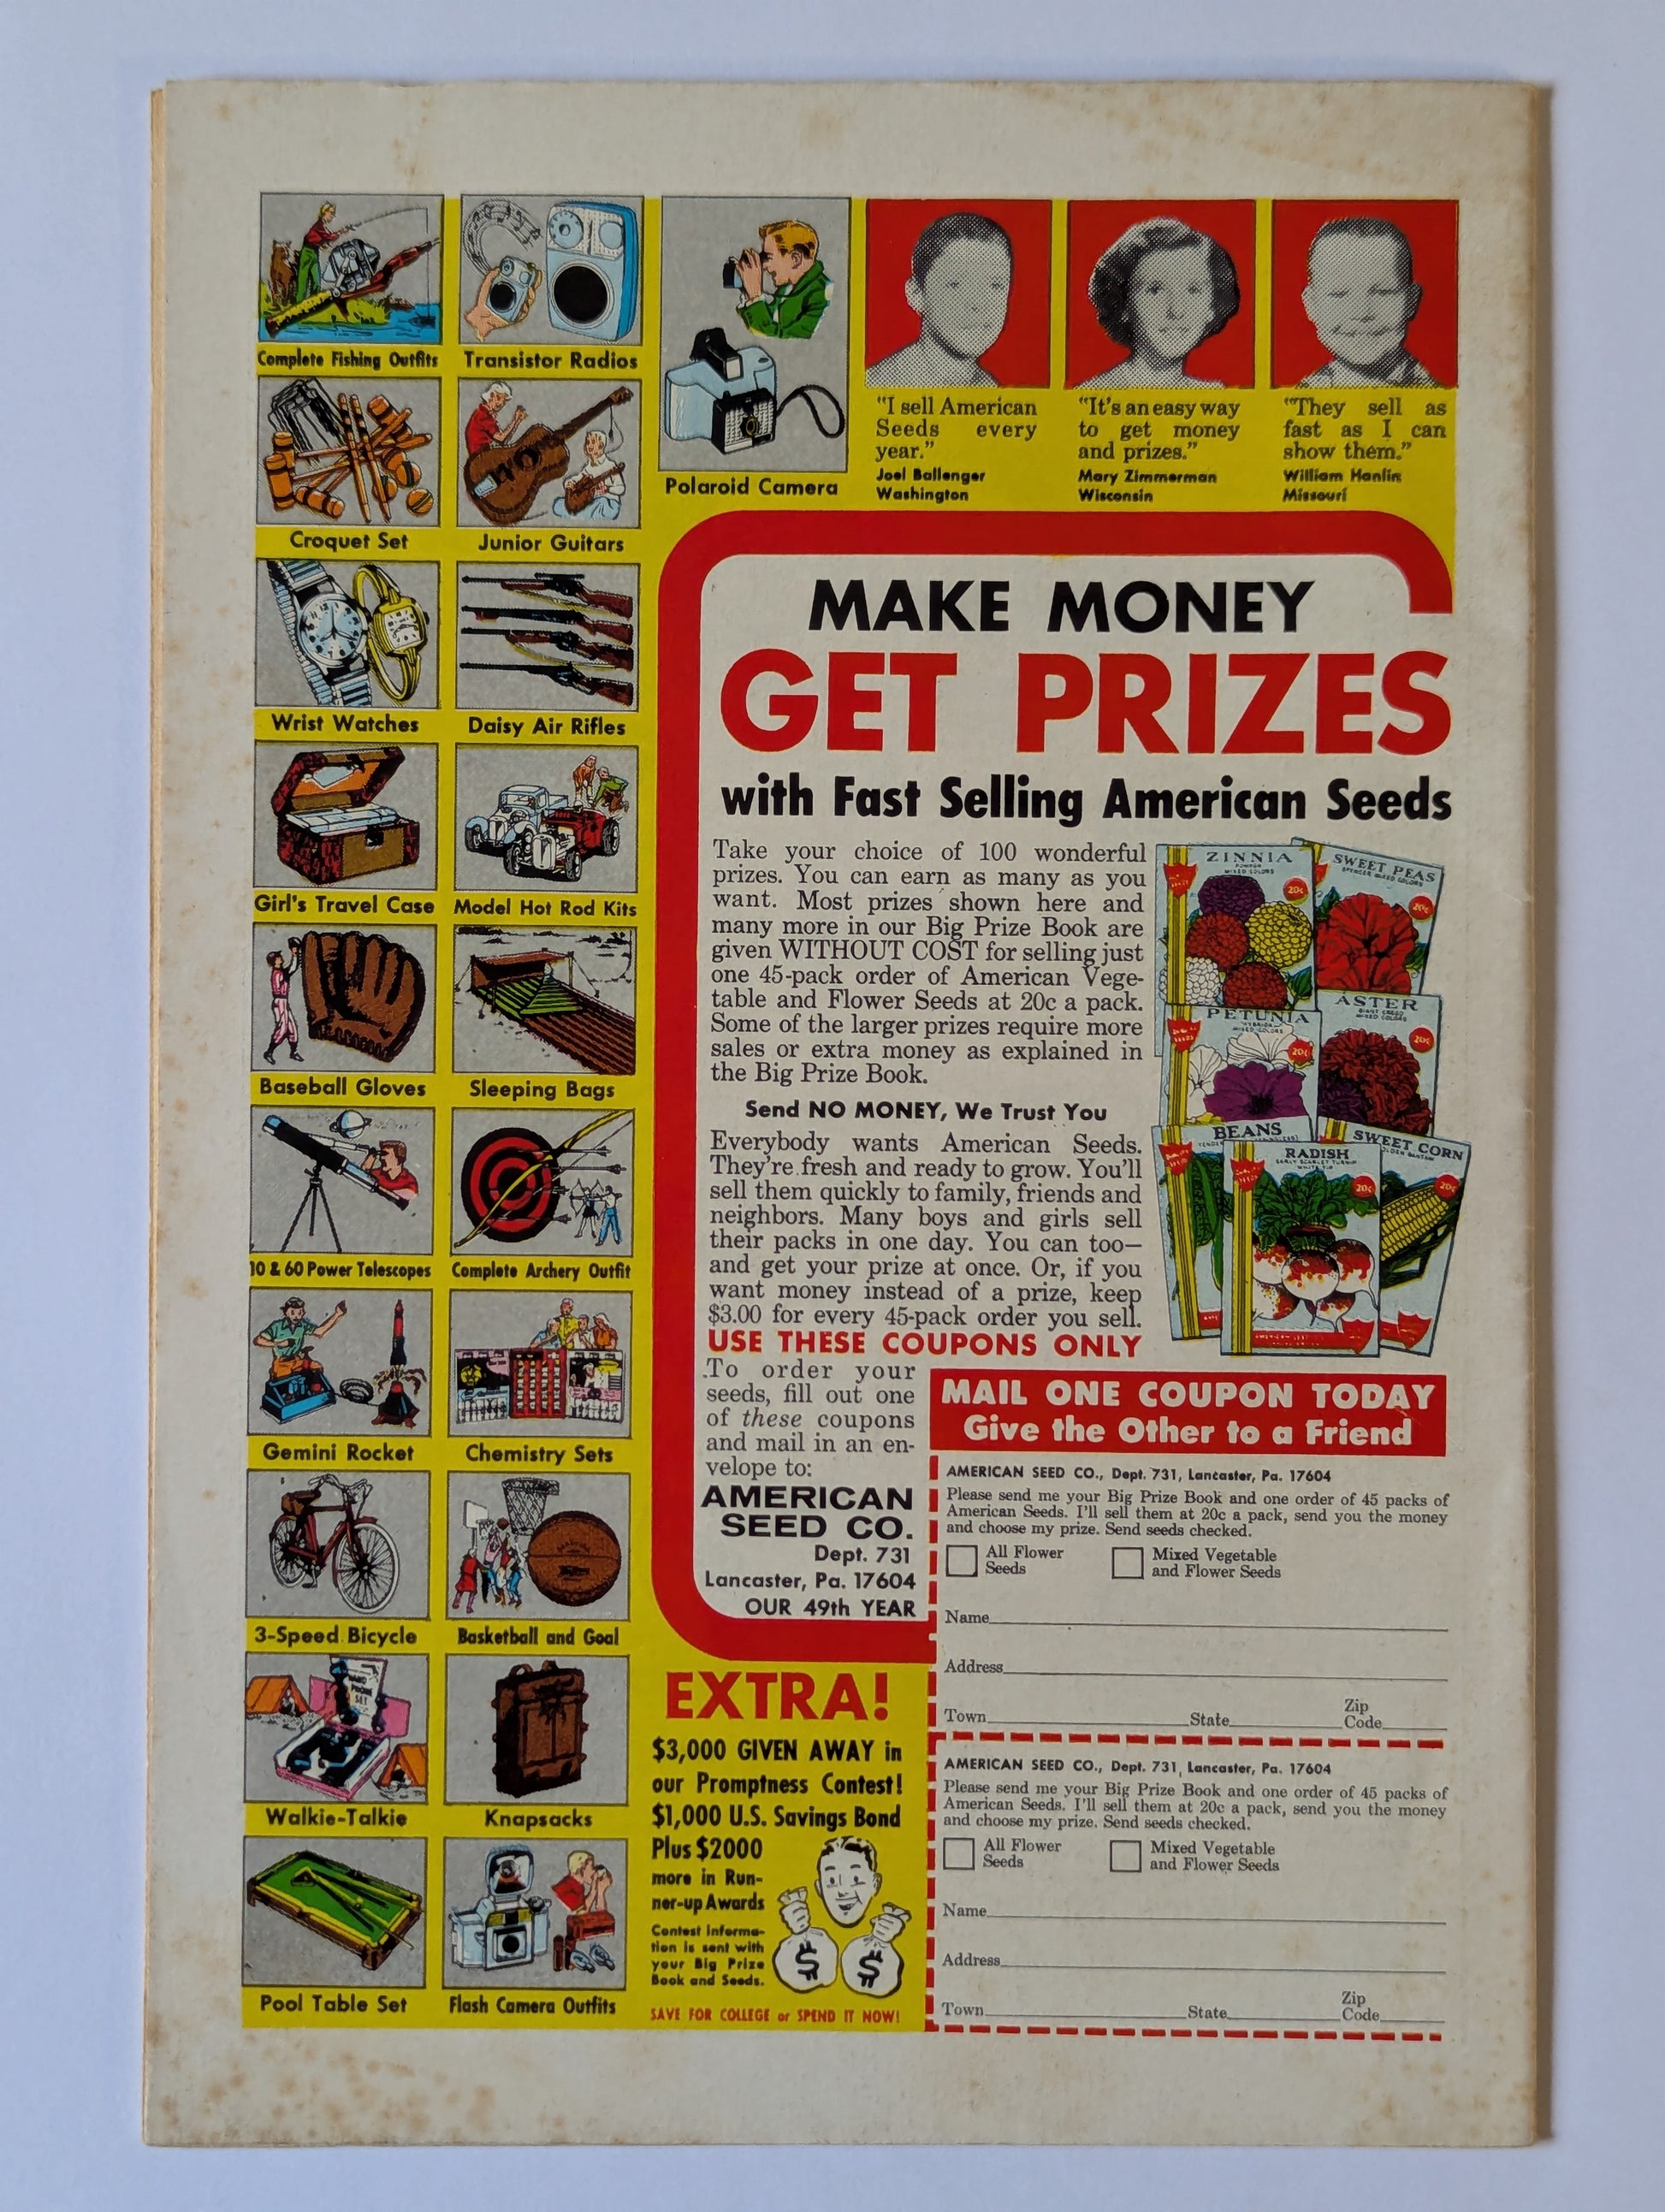 Complete Fishing Outfits
Transistor Radios
Croquet Set
Junior Guitars
Wrist Watches
Daisy Air Rifles
Girl's Travel Case
Model Hot Rod Kits
Baseball Gloves
Sleeping Bags
10 & 60 Power Telescopes
Complete Archery Outfit
Gemini Rocket
Chemistry Sets
3-Speed Bicycle
Basketball and Goal
Walkie-Talkie
Knapsacks
Pool Table Set
Flash Camera Outfits
Polaroid Camera
"I sell American
Seeds every
year."
Joel Ballenger
Washington
"It's an easy way
to get money
and prizes."
Mary Zimmerman
Wisconsin
"They sell as
fast as I can
show them."
William Hanlin
Missouri
MAKE MONEY
GET PRIZES
with Fast Selling American Seeds
Take your choice of 100 wonderful
prizes. You can earn as many as you
want. Most prizes shown here and
many more in our Big Prize Book are
given WITHOUT COST for selling just
one 45-pack order of American Vege-
table and Flower Seeds at 20c a pack.
Some of the larger prizes require more
sales or extra money as explained in
the Big Prize Book.
Send NO MONEY, We Trust You
Everybody wants American Seeds.
They're fresh and ready to grow. You'll
sell them quickly to family, friends and
neighbors. Many boys and girls sell
their packs in one day. You can too—
and get your prize at once. Or, if you
want money instead of a prize, keep
$3.00 for every 45-pack order you sell.
USE THESE COUPONS ONLY
To order your
seeds, fill out one
of these coupons
and mail in an en-
velope to:
AMERICAN
SEED CO.
Dept. 731
Lancaster, Pa. 17604
OUR 49th YEAR
ZINNIA
MIXED COLORS
20¢
SWEET PEAS
SPENCER MIXED COLORS
20¢
PETUNIA
MIXED COLORS
20¢
ASTER
MIXED COLORS
20¢
BEANS
RADISH
EARLY SCARLET TURNIP
WHITE TIP
20¢
SWEET CORN
20¢
MAIL ONE COUPON TODAY
Give the Other to a Friend
AMERICAN SEED CO., Dept. 731, Lancaster, Pa. 17604
Please send me your Big Prize Book and one order of 45 packs of
American Seeds. I'll sell them at 20c a pack, send you the money
and choose my prize. Send seeds checked.
All Flower
Seeds
Mixed Vegetable
and Flower Seeds
Name
Address
Town State Zip
Code
AMERICAN SEED CO., Dept. 731, Lancaster, Pa. 17604
Please send me your Big Prize Book and one order of 45 packs of
American Seeds. I'll sell them at 20c a pack, send you the money
and choose my prize. Send seeds checked.
All Flower
Seeds
Mixed Vegetable
and Flower Seeds
Name
Address
Town State Zip
Code
EXTRA!
$3,000 GIVEN AWAY in
our Promptness Contest!
$1,000 U.S. Savings Bond
Plus $2000
more in Run-
ner-up Awards
Contest informa-
tion is sent with
your Big Prize
Book and Seeds.
$ $
SAVE FOR COLLEGE or SPEND IT NOW!